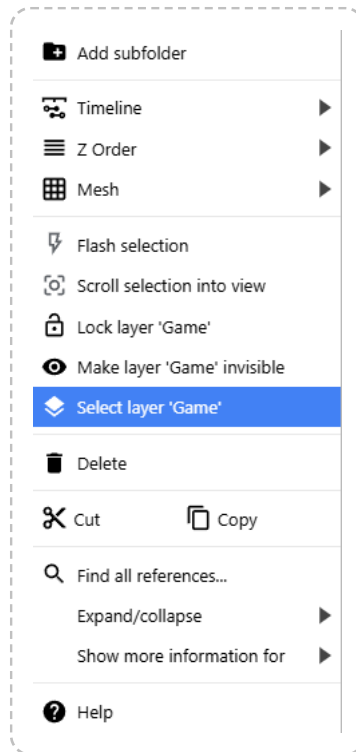 Add subfolder
Timeline
Z Order
Mesh
Flash selection
Scroll selection into view
Lock layer 'Game'
Make layer 'Game' invisible
Select layer 'Game'
Delete
Cut Copy
Find all references...
Expand/collapse
Show more information for
Help